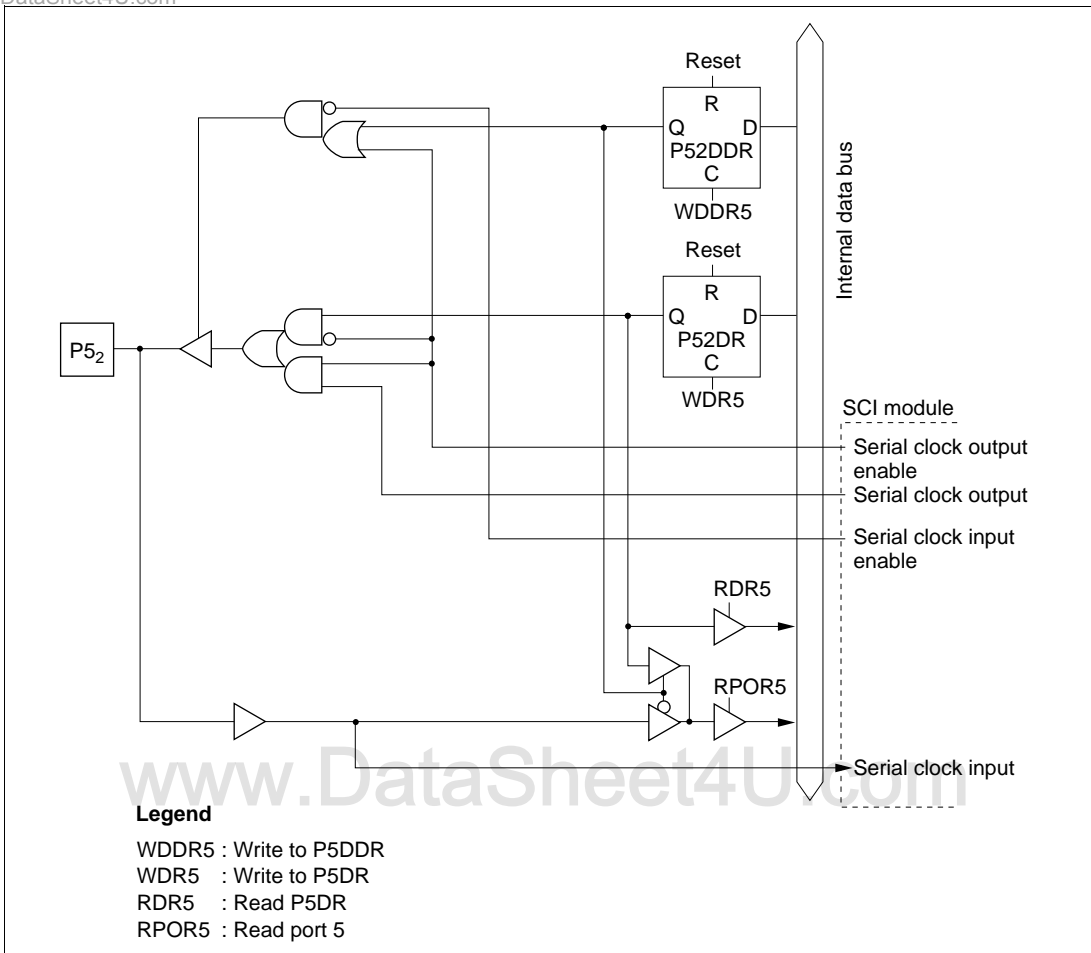 DataSheet4U.com
Reset
R
Q D
P52DDR
C
WDDR5
Internal data bus
Reset
R
Q D
P52DR
C
WDR5
P5₂
SCI module
Serial clock output
enable
Serial clock output
Serial clock input
enable
RDR5
RPOR5
Serial clock input
www.DataSheet4U.com
Legend
WDDR5 : Write to P5DDR
WDR5 : Write to P5DR
RDR5 : Read P5DR
RPOR5 : Read port 5